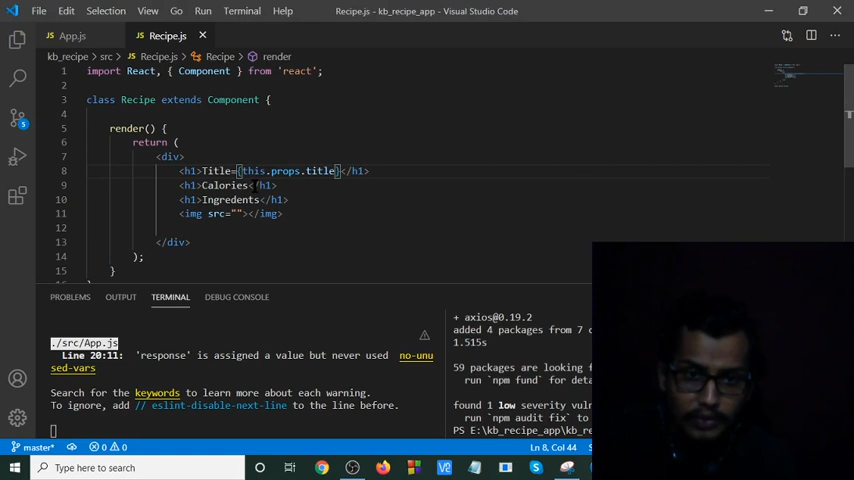 File Edit Selection View Go Run Terminal Help Recipe.js - kb_recipe_app - Visual Studio Code
App.js JS Recipe.js
kb_recipe > src > JS Recipe.js > Recipe > render
1 import React, { Component } from 'react';
2
3 class Recipe extends Component {
4
5 render() {
6 return (
7 <div>
8 <h1>Title={this.props.title}</h1>
9 <h1>Calories</h1>
10 <h1>Ingredents</h1>
11 <img src=""></img>
12
13 </div>
14 );
15 }
5
PROBLEMS OUTPUT TERMINAL DEBUG CONSOLE
./src/App.js
Line 20:11: 'response' is assigned a value but never used no-unu
sed-vars
Search for the keywords to learn more about each warning.
To ignore, add // eslint-disable-next-line to the line before.
+ axios@0.19.2
added 4 packages from 7 c
1.515s
59 packages are looking f
run `npm fund` for deta
found 1 low severity vuln
run `npm audit fix` to
PS E:\kb_recipe_app\kb_re
master* 0 0 Ln 8, Col 44
Type here to search